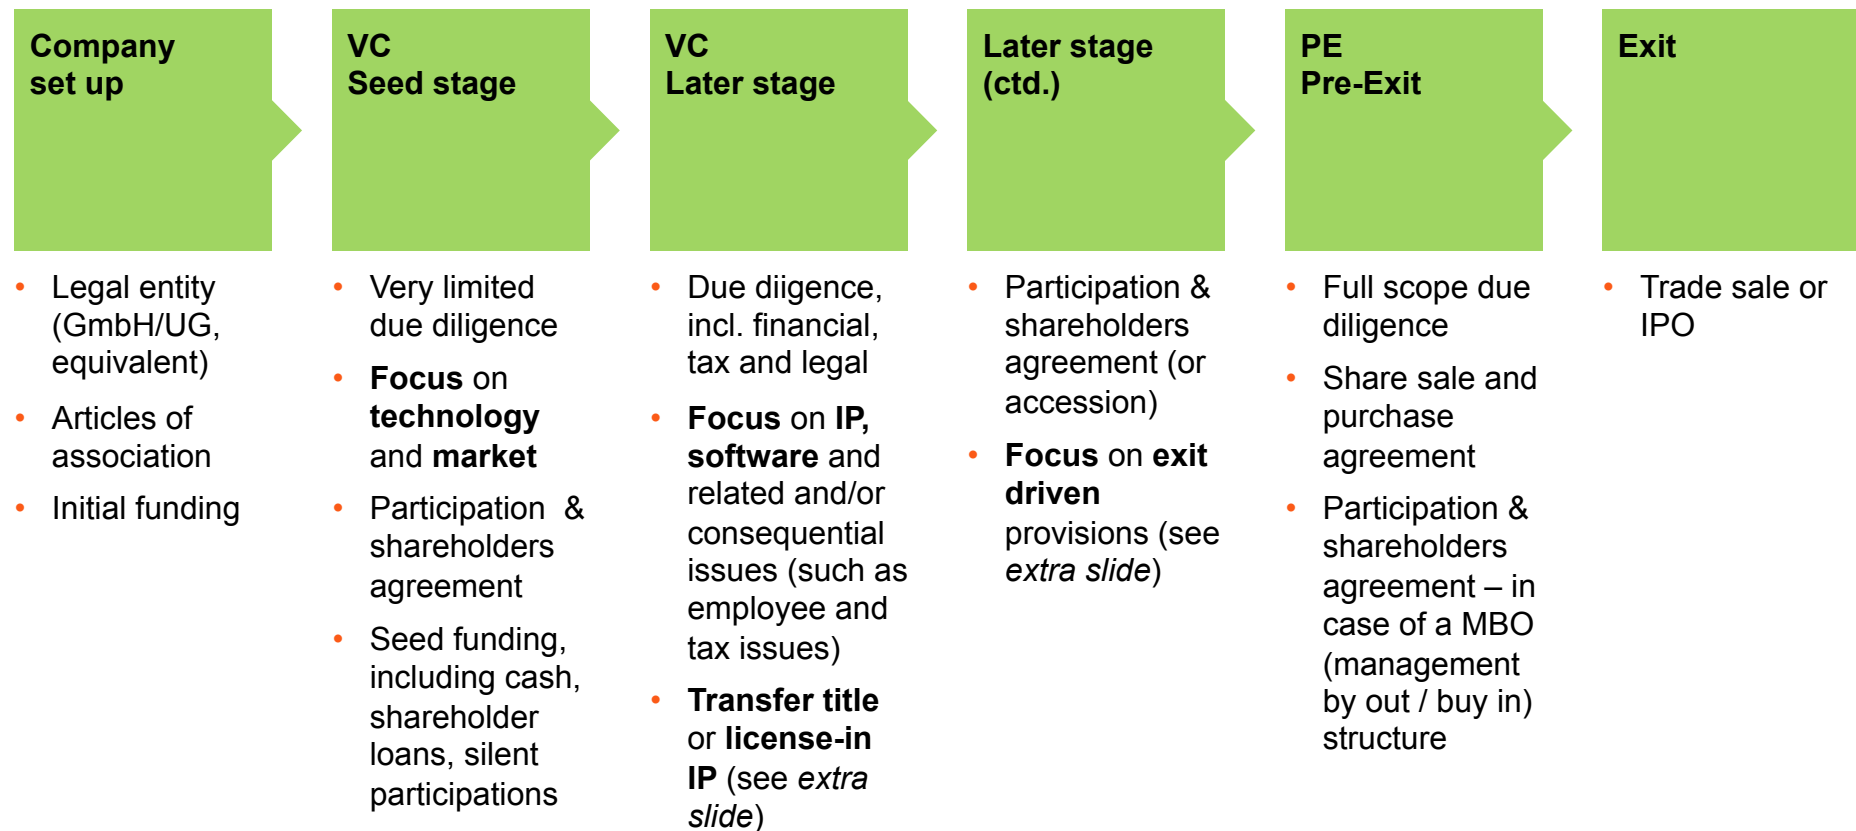 Company
set up
VC
Seed stage
VC
Later stage
Later stage
(ctd.)
PE
Pre-Exit
Exit
• Legal entity
(GmbH/UG,
equivalent)
• Articles of
association
• Initial funding
• Very limited
due diligence
• Focus on
technology
and market
• Participation &
shareholders
agreement
• Seed funding,
including cash,
shareholder
loans, silent
participations
• Due diigence,
incl. financial,
tax and legal
• Focus on IP,
software and
related and/or
consequential
issues (such as
employee and
tax issues)
• Transfer title
or license-in
IP (see extra
slide)
• Participation &
shareholders
agreement (or
accession)
• Focus on exit
driven
provisions (see
extra slide)
• Full scope due
diligence
• Share sale and
purchase
agreement
• Participation &
shareholders
agreement – in
case of a MBO
(management
by out / buy in)
structure
• Trade sale or
IPO